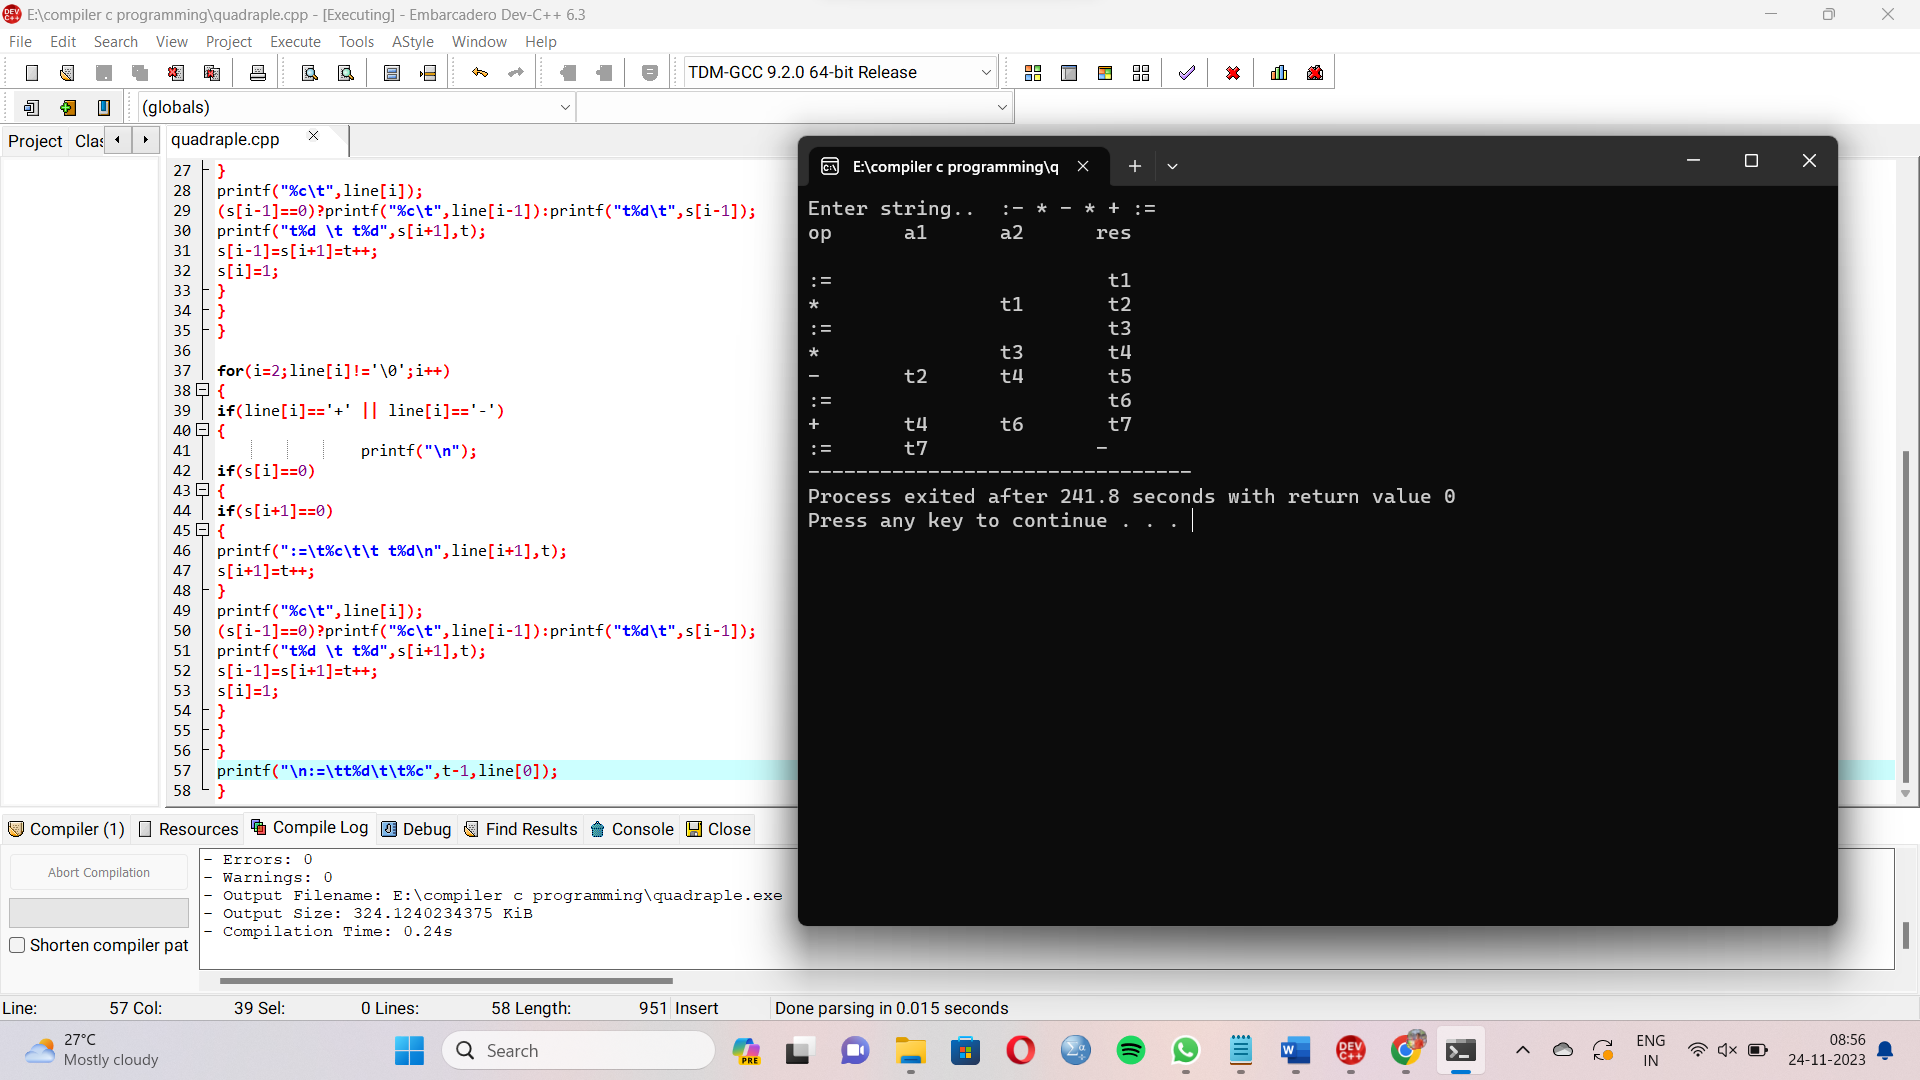 E:\compiler c programming\quadraple.cpp - [Executing] - Embarcadero Dev-C++ 6.3
File Edit Search View Project Execute Tools AStyle Window Help
TDM-GCC 9.2.0 64-bit Release
(globals)
Project Clas quadraple.cpp
27 }
28 printf("%c\t",line[i]);
29 (s[i-1]==0)?printf("%c\t",line[i-1]):printf("t%d\t",s[i-1]);
30 printf("t%d \t t%d",s[i+1],t);
31 s[i-1]=s[i+1]=t++;
32 s[i]=1;
33 }
34 }
35 }
36
37 for(i=2;line[i]!='\0';i++)
38 {
39 if(line[i]=='+' || line[i]=='-')
40 {
41 printf("\n");
42 if(s[i]==0)
43 {
44 if(s[i+1]==0)
45 {
46 printf(":=\t%c\t\t t%d\n",line[i+1],t);
47 s[i+1]=t++;
48 }
49 printf("%c\t",line[i]);
50 (s[i-1]==0)?printf("%c\t",line[i-1]):printf("t%d\t",s[i-1]);
51 printf("t%d \t t%d",s[i+1],t);
52 s[i-1]=s[i+1]=t++;
53 s[i]=1;
54 }
55 }
56 }
57 printf("\n:=\tt%d\t\t%c",t-1,line[0]);
58 }
E:\compiler c programming\q
Enter string.. :- * - * + :=
op a1 a2 res
:= t1
* t1 t2
:= t3
* t3 t4
- t2 t4 t5
:= t6
+ t4 t6 t7
:= t7 -
--------------------------------
Process exited after 241.8 seconds with return value 0
Press any key to continue . . .
Compiler (1) Resources Compile Log Debug Find Results Console Close
Abort Compilation
Shorten compiler pat
- Errors: 0
- Warnings: 0
- Output Filename: E:\compiler c programming\quadraple.exe
- Output Size: 324.1240234375 KiB
- Compilation Time: 0.24s
Line: 57 Col: 39 Sel: 0 Lines: 58 Length: 951 Insert Done parsing in 0.015 seconds
27°C
Mostly cloudy
Search
PRE
DEV
C++
ENG
IN
08:56
24-11-2023